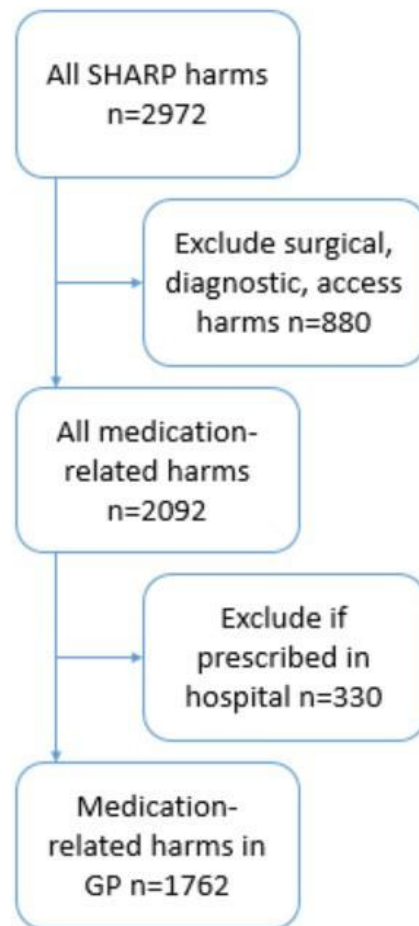 All SHARP harms
n=2972
Exclude surgical,
diagnostic, access
harms n=880
All medication-
related harms
n=2092
Exclude if
prescribed in
hospital n=330
Medication-
related harms in
GP n=1762